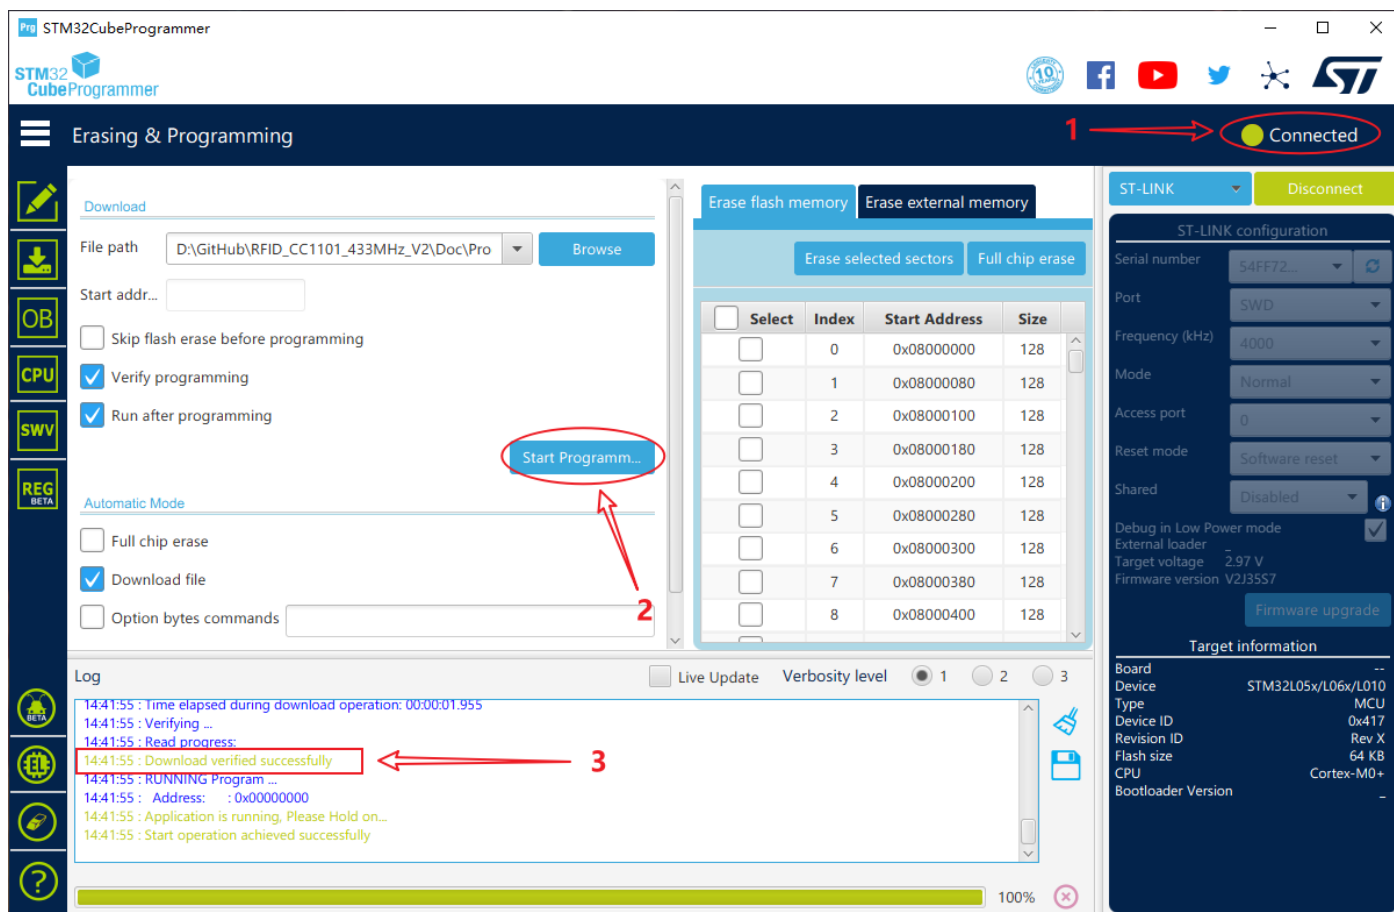 Prg STM32CubeProgrammer
STM32
CubeProgrammer
10
ST
Erasing & Programming
1
Connected
Download
File path
D:\GitHub\RFID_CC1101_433MHz_V2\Doc\Pro
Browse
Start addr...
Skip flash erase before programming
Verify programming
Run after programming
Start Programm...
Automatic Mode
Full chip erase
Download file
Option bytes commands
2
OB
CPU
SWV
REG
BETA
BETA
Erase flash memory
Erase external memory
Erase selected sectors
Full chip erase
Select Index Start Address Size
0 0x08000000 128
1 0x08000080 128
2 0x08000100 128
3 0x08000180 128
4 0x08000200 128
5 0x08000280 128
6 0x08000300 128
7 0x08000380 128
8 0x08000400 128
ST-LINK
Disconnect
ST-LINK configuration
Serial number 54FF72...
Port SWD
Frequency (kHz) 4000
Mode Normal
Access port 0
Reset mode Software reset
Shared Disabled
Debug in Low Power mode
External loader _
Target voltage 2.97 V
Firmware version V2J35S7
Firmware upgrade
Target information
Board --
Device STM32L05x/L06x/L010
Type MCU
Device ID 0x417
Revision ID Rev X
Flash size 64 KB
CPU Cortex-M0+
Bootloader Version _
Log
Live Update
Verbosity level 1 2 3
14:41:55 : Time elapsed during download operation: 00:00:01.955
14:41:55 : Verifying ...
14:41:55 : Read progress:
14:41:55 : Download verified successfully
3
14:41:55 : RUNNING Program ...
14:41:55 : Address: : 0x00000000
14:41:55 : Application is running, Please Hold on...
14:41:55 : Start operation achieved successfully
100%